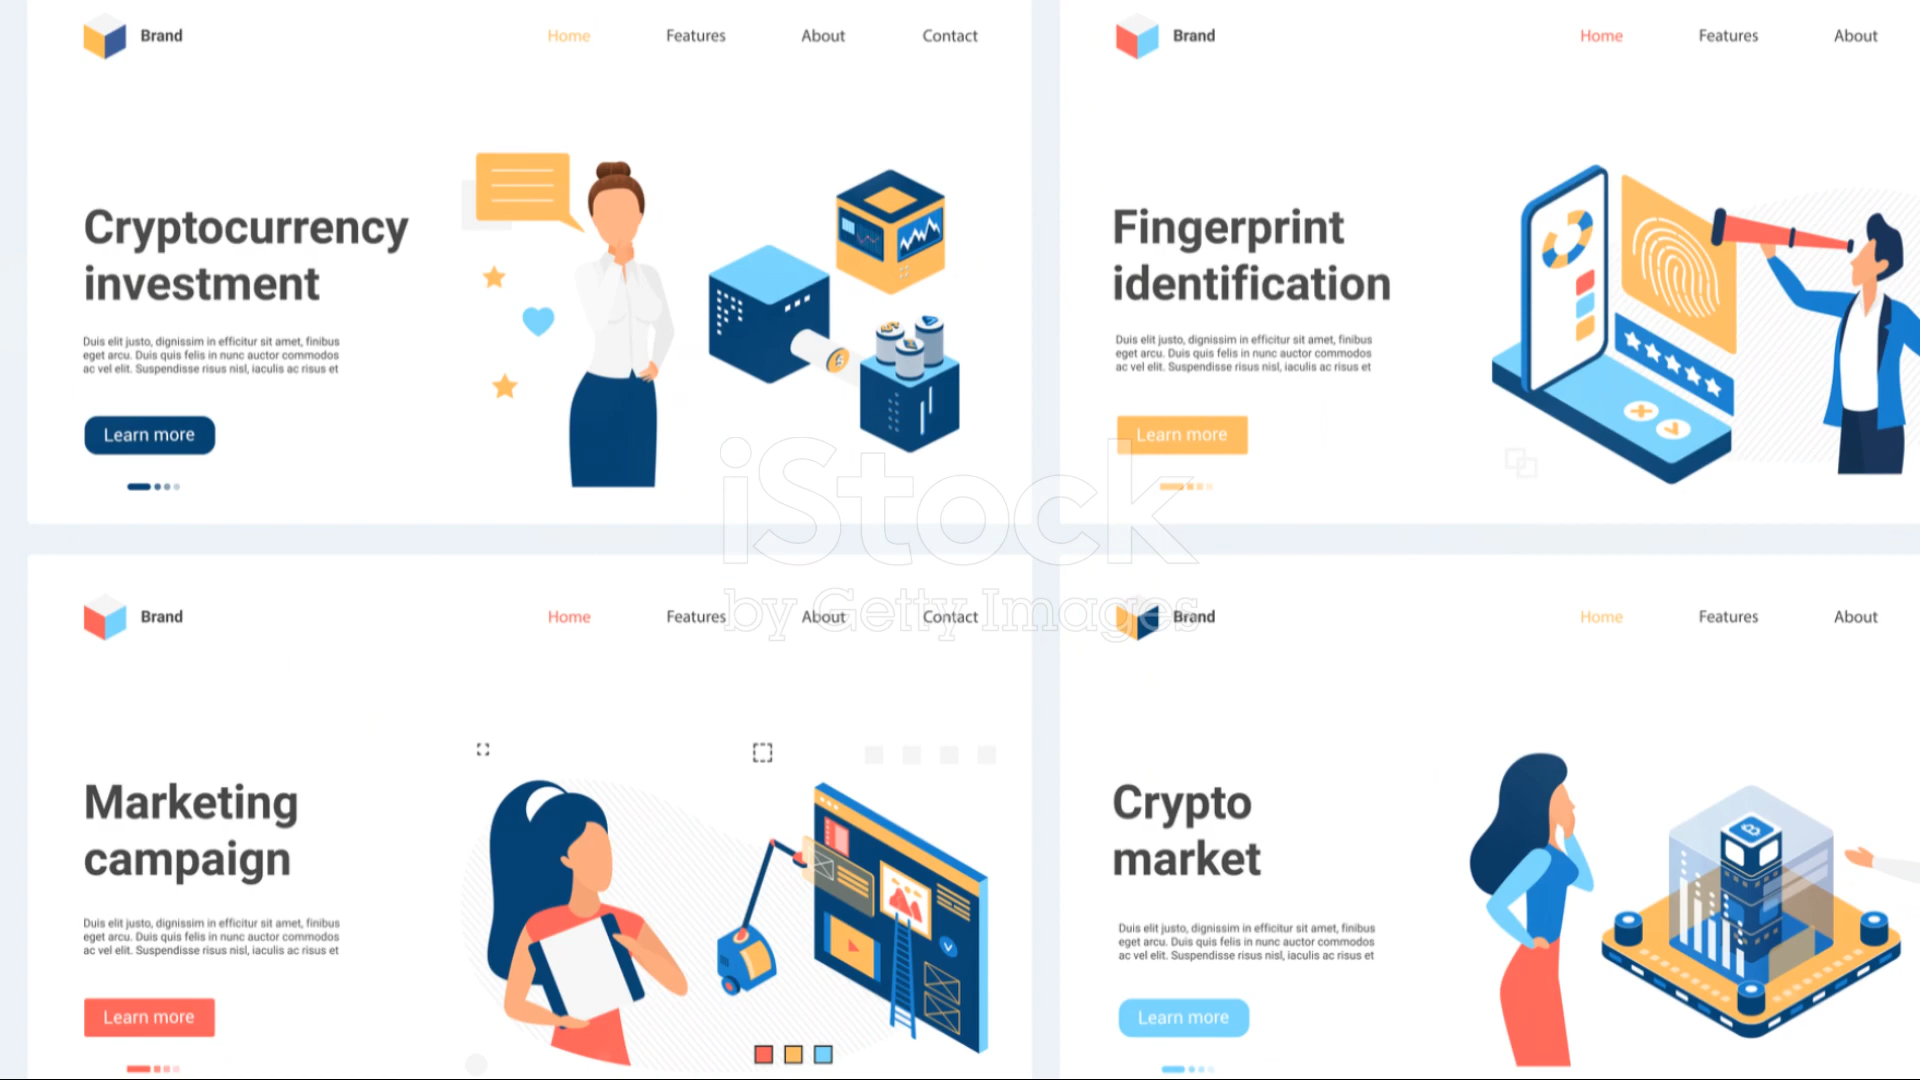 Brand
Home
Features
About
Contact
Cryptocurrency
investment
Duis elit justo, dignissim in efficitur sit amet, finibus
eget arcu. Duis quis felis in nunc auctor commodos
ac vel elit. Suspendisse risus nisl, iaculis ac risus et
Learn more
Brand
Home
Features
About
Fingerprint
identification
Duis elit justo, dignissim in efficitur sit amet, finibus
eget arcu. Duis quis felis in nunc auctor commodos
ac vel elit. Suspendisse risus nisl, iaculis ac risus et
Learn more
iStock
by Getty Images
Brand
Home
Features
About
Contact
Marketing
campaign
Duis elit justo, dignissim in efficitur sit amet, finibus
eget arcu. Duis quis felis in nunc auctor commodos
ac vel elit. Suspendisse risus nisl, iaculis ac risus et
Learn more
Brand
Home
Features
About
Crypto
market
Duis elit justo, dignissim in efficitur sit amet, finibus
eget arcu. Duis quis felis in nunc auctor commodos
ac vel elit. Suspendisse risus nisl, iaculis ac risus et
Learn more